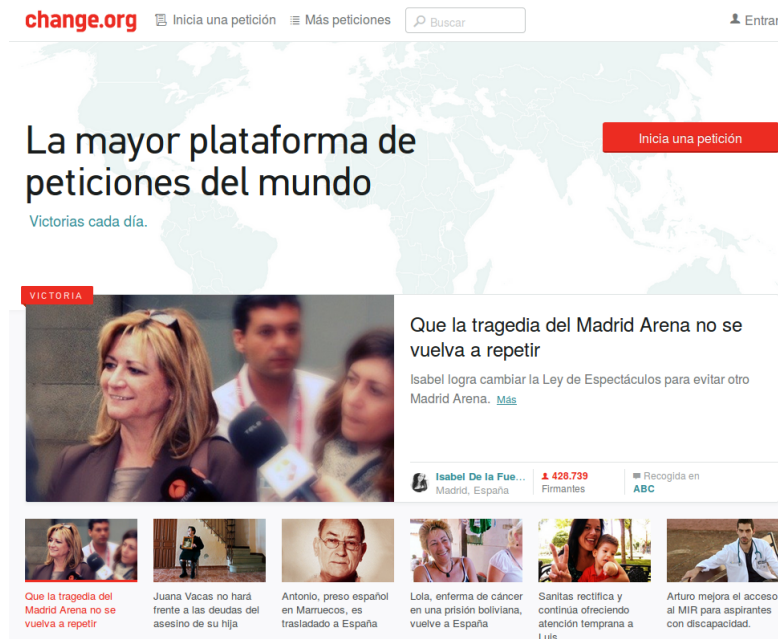 change.org Inicia una petición Más peticiones Buscar Entrar
La mayor plataforma de
peticiones del mundo
Inicia una petición
Victorias cada día.
VICTORIA
Que la tragedia del Madrid Arena no se
vuelva a repetir
Isabel logra cambiar la Ley de Espectáculos para evitar otro
Madrid Arena. Más
Isabel De la Fue...
Madrid, España
426.739
Firmantes
Recogida en
ABC
Que la tragedia del
Madrid Arena no se
vuelva a repetir
Juana Vacas no hará
frente a las deudas del
asesino de su hija
Antonio, preso español
en Marruecos, es
trasladado a España
Lola, enferma de cáncer
en una prisión boliviana,
vuelve a España
Sanitas rectifica y
continúa ofreciendo
atención temprana a
Luis
Arturo mejora el acceso
al MIR para aspirantes
con discapacidad.